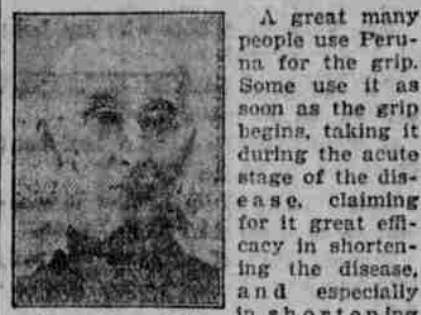 A great many
people use Peru-
na for the grip.
Some use it as
soon as the grip
begins, taking it
during the acute
stage of the dis-
ease, claiming
for it great effi-
cacy in shorten-
ing the disease,
and especially
in shortening